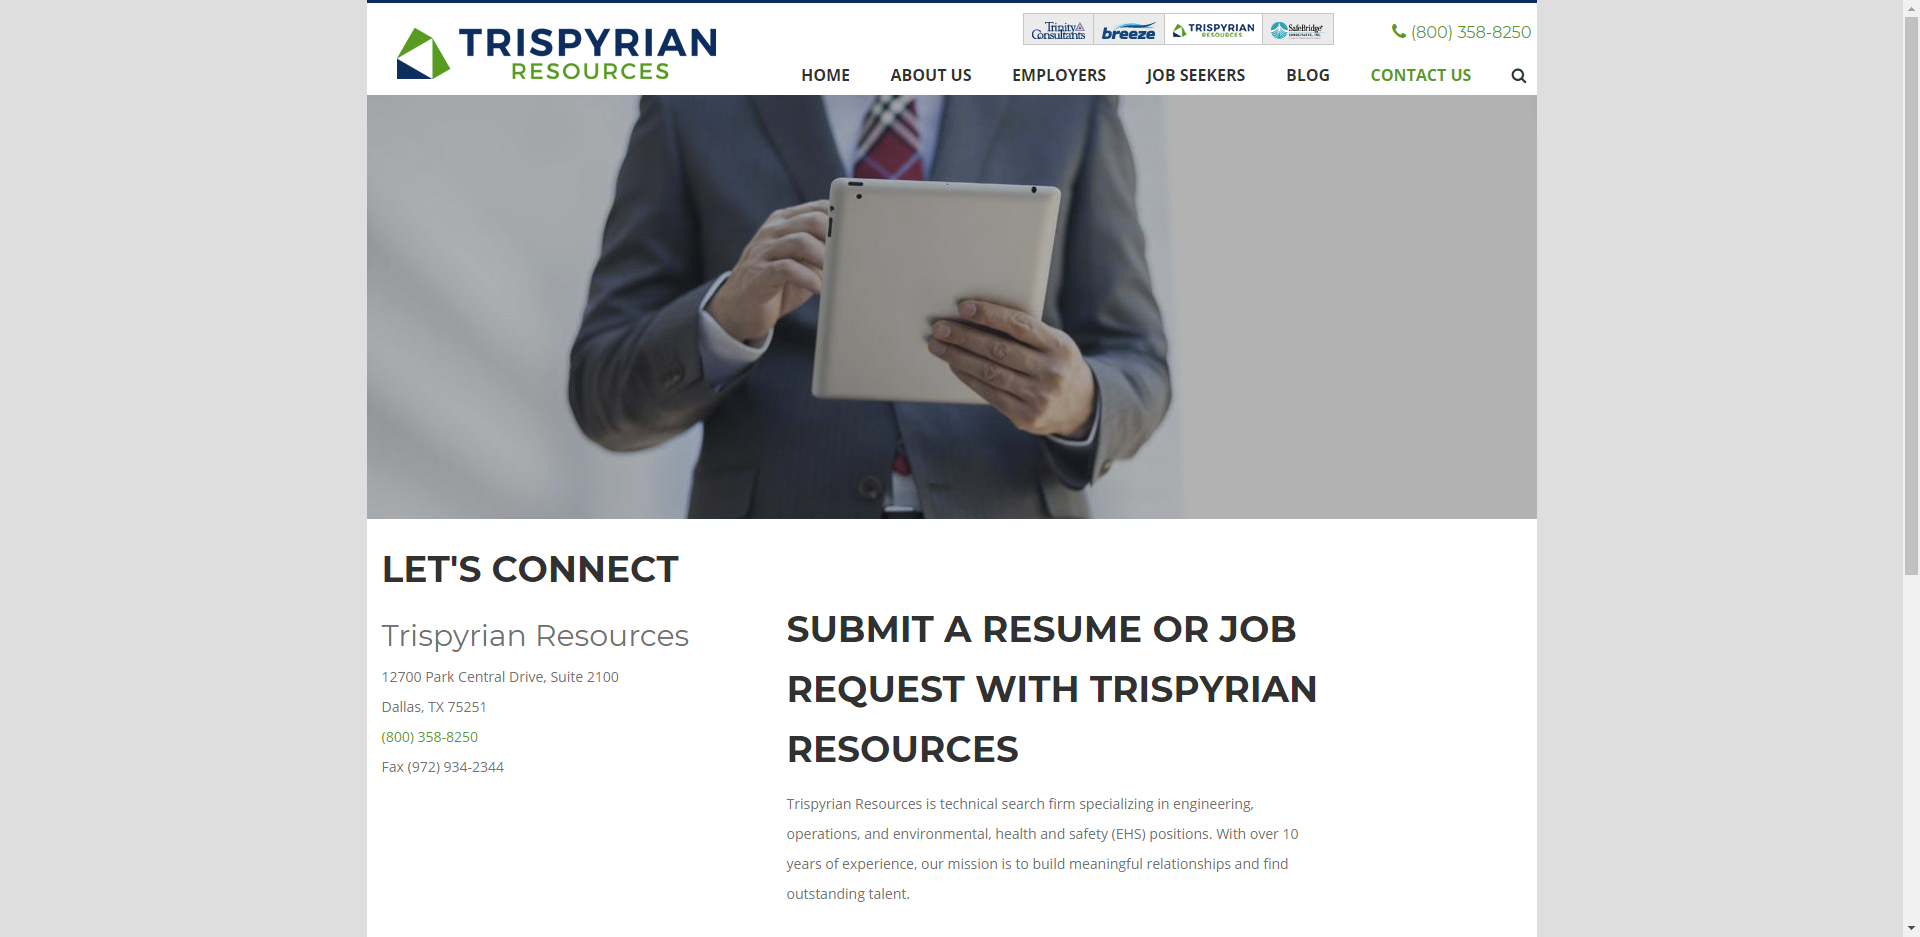 TRISPYRIAN
RESOURCES
Trinity
Consultants
breeze
TRISPYRIAN
RESOURCES
SafeBridge
(800) 358-8250
HOME
ABOUT US
EMPLOYERS
JOB SEEKERS
BLOG
CONTACT US
LET'S CONNECT
Trispyrian Resources
12700 Park Central Drive, Suite 2100
Dallas, TX 75251
(800) 358-8250
Fax (972) 934-2344
SUBMIT A RESUME OR JOB
REQUEST WITH TRISPYRIAN
RESOURCES
Trispyrian Resources is technical search firm specializing in engineering,
operations, and environmental, health and safety (EHS) positions. With over 10
years of experience, our mission is to build meaningful relationships and find
outstanding talent.